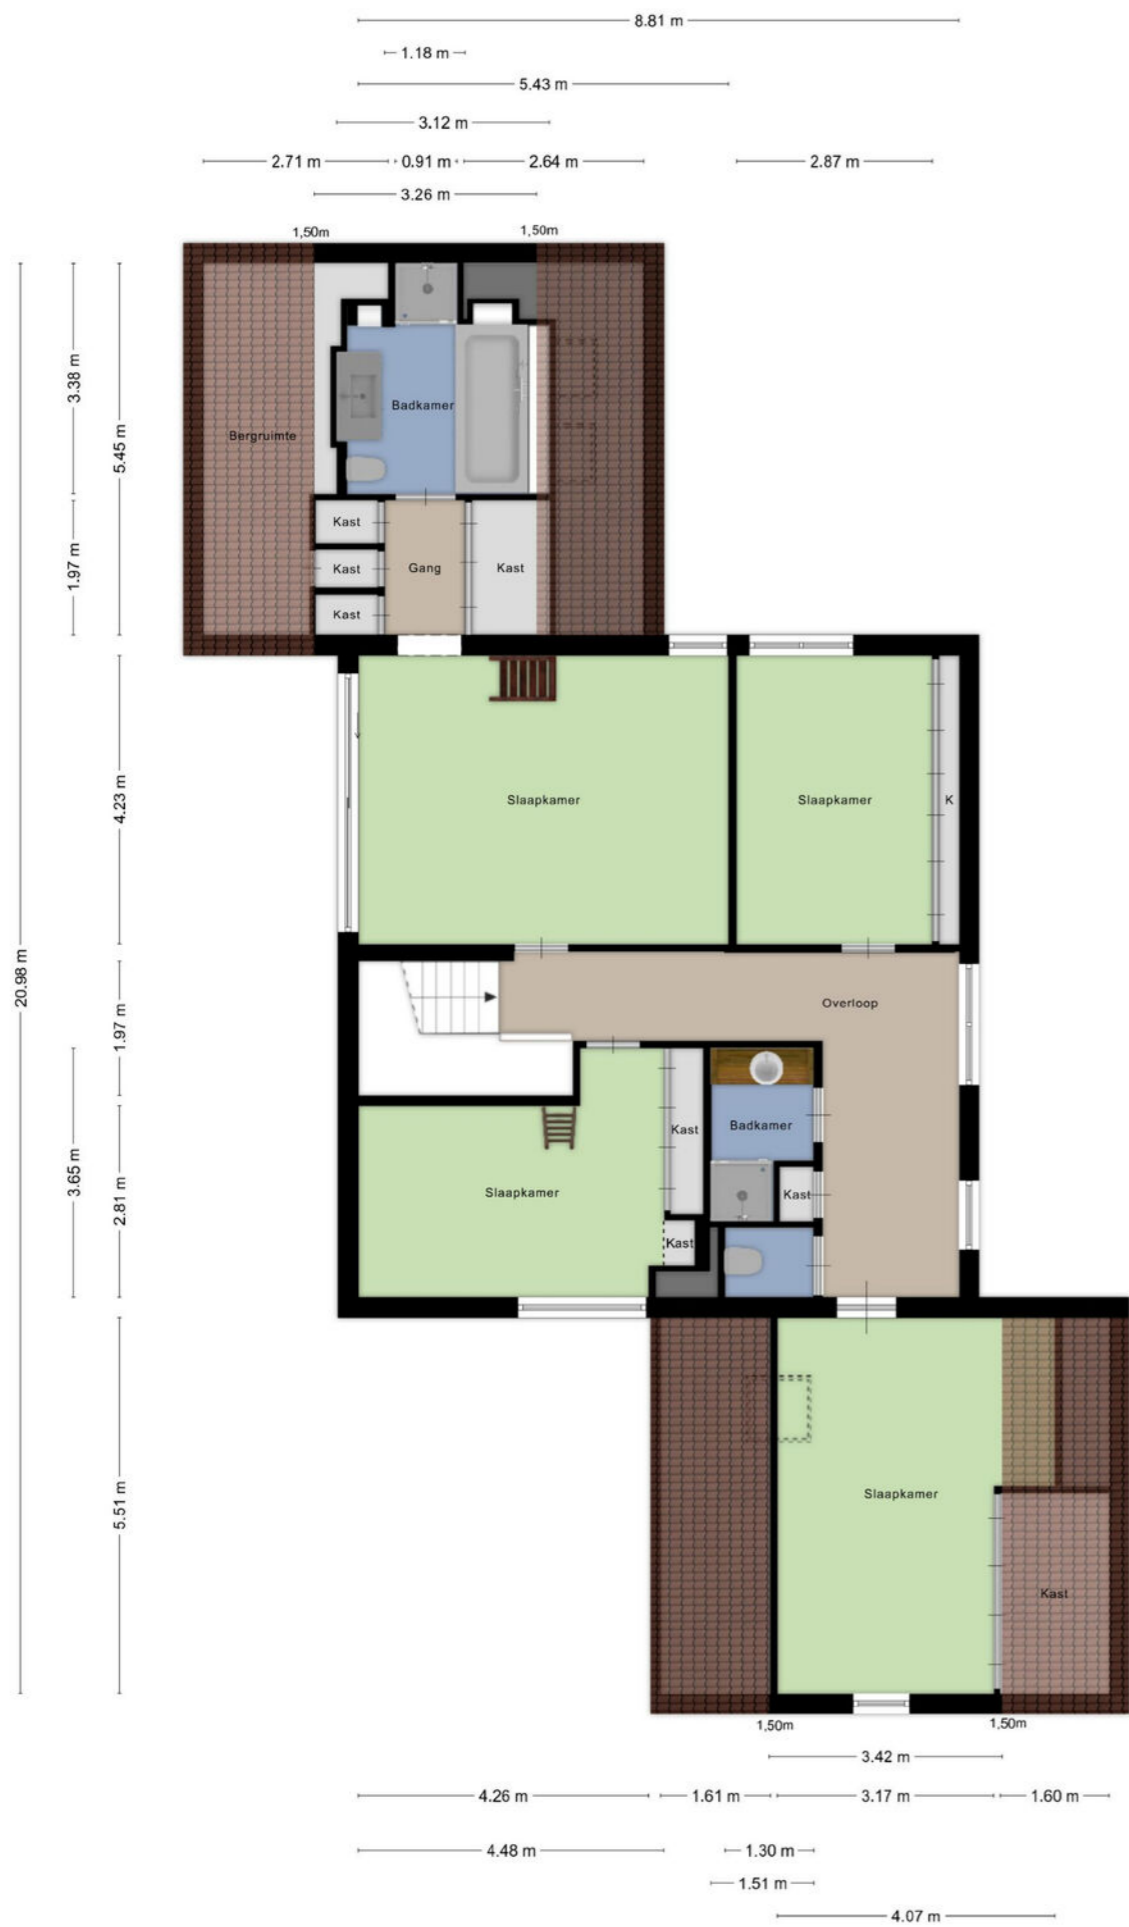 8.81 m
1.18 m
5.43 m
3.12 m
2.71 m 0.91 m 2.64 m 2.87 m
3.26 m
1,50m 1,50m
3.38 m
5.45 m
Badkamer
Bergruimte
Kast
Kast
Gang
Kast
Kast
1.97 m
4.23 m
Slaapkamer
Slaapkamer
K
20.98 m
1.97 m
Overloop
Kast
Badkamer
3.65 m
2.81 m
Slaapkamer
Kast
Kast
5.51 m
Slaapkamer
Kast
1,50m 1,50m
3.42 m
4.26 m 1.61 m 3.17 m 1.60 m
4.48 m 1.30 m
1.51 m
4.07 m